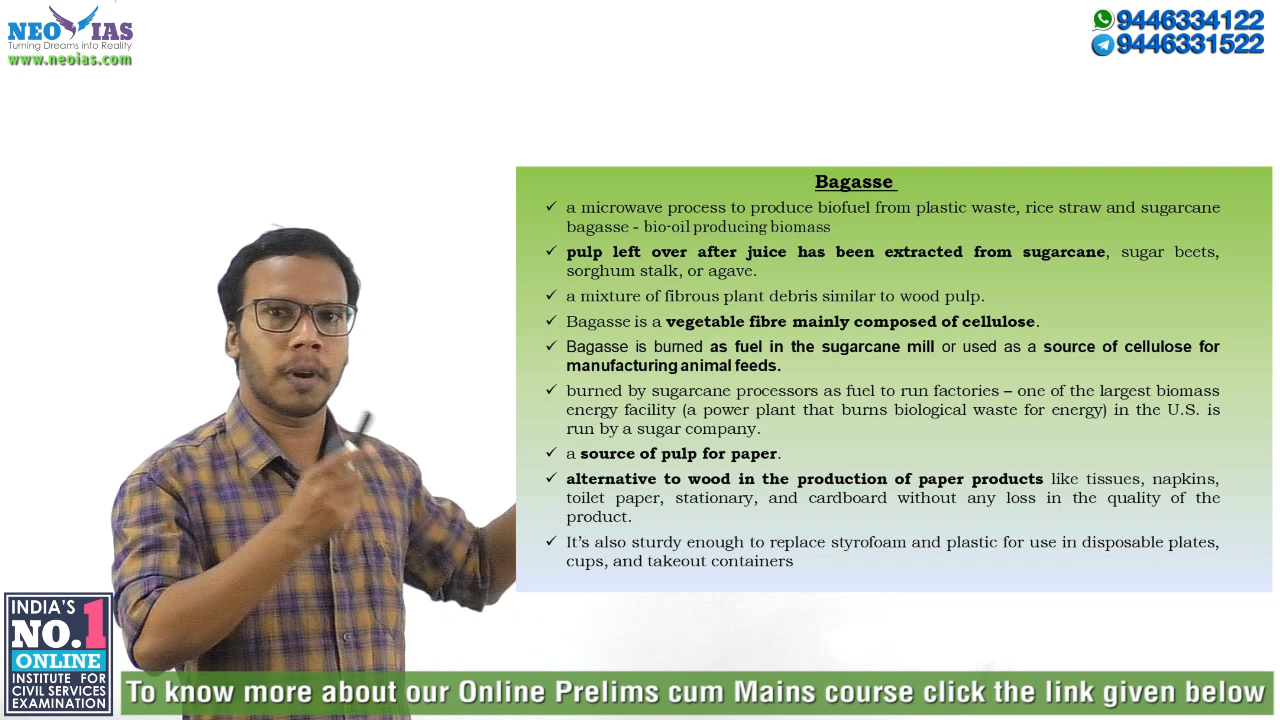 NEO IAS
Turning Dreams into Reality
www.neoias.com
9446334122
9446331522
Bagasse
✓ a microwave process to produce biofuel from plastic waste, rice straw and sugarcane
bagasse - bio-oil producing biomass
✓ pulp left over after juice has been extracted from sugarcane, sugar beets,
sorghum stalk, or agave.
✓ a mixture of fibrous plant debris similar to wood pulp.
✓ Bagasse is a vegetable fibre mainly composed of cellulose.
✓ Bagasse is burned as fuel in the sugarcane mill or used as a source of cellulose for
manufacturing animal feeds.
✓ burned by sugarcane processors as fuel to run factories – one of the largest biomass
energy facility (a power plant that burns biological waste for energy) in the U.S. is
run by a sugar company.
✓ a source of pulp for paper.
✓ alternative to wood in the production of paper products like tissues, napkins,
toilet paper, stationary, and cardboard without any loss in the quality of the
product.
✓ It's also sturdy enough to replace styrofoam and plastic for use in disposable plates,
cups, and takeout containers
INDIA'S
NO.1
ONLINE
INSTITUTE FOR
CIVIL SERVICES
EXAMINATION
To know more about our Online Prelims cum Mains course click the link given below